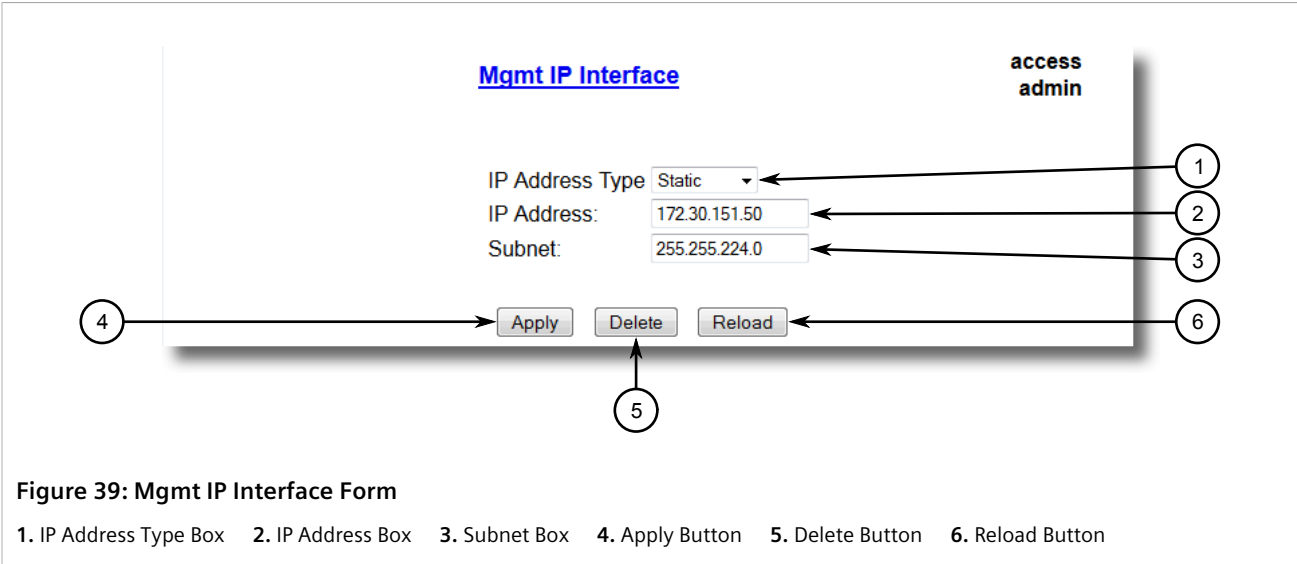 Mgmt IP Interface
access
admin
IP Address Type Static
1
IP Address: 172.30.151.50
2
Subnet: 255.255.224.0
3
4
Apply Delete Reload
6
5
Figure 39: Mgmt IP Interface Form
1. IP Address Type Box 2. IP Address Box 3. Subnet Box 4. Apply Button 5. Delete Button 6. Reload Button